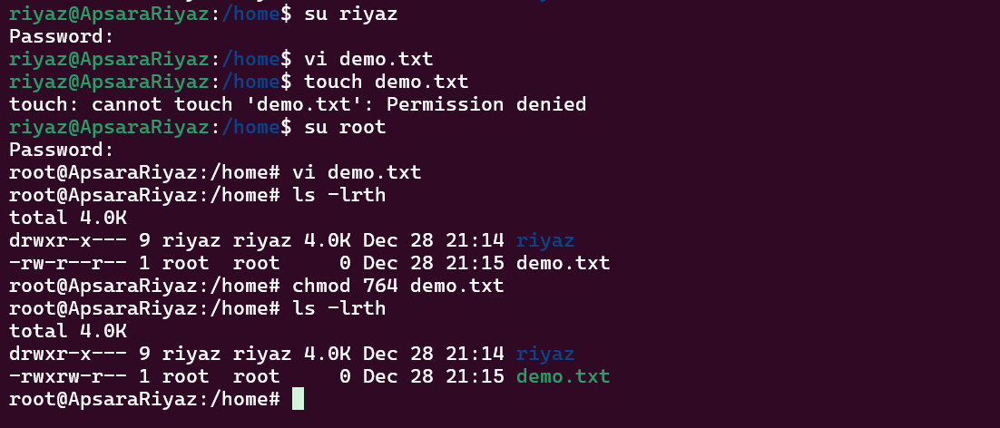 riyaz@ApsaraRiyaz:/home$ su riyaz
Password:
riyaz@ApsaraRiyaz:/home$ vi demo.txt
riyaz@ApsaraRiyaz:/home$ touch demo.txt
touch: cannot touch 'demo.txt': Permission denied
riyaz@ApsaraRiyaz:/home$ su root
Password:
root@ApsaraRiyaz:/home# vi demo.txt
root@ApsaraRiyaz:/home# ls -lrth
total 4.0K
drwxr-x--- 9 riyaz riyaz 4.0K Dec 28 21:14 riyaz
-rw-r--r-- 1 root  root     0 Dec 28 21:15 demo.txt
root@ApsaraRiyaz:/home# chmod 764 demo.txt
root@ApsaraRiyaz:/home# ls -lrth
total 4.0K
drwxr-x--- 9 riyaz riyaz 4.0K Dec 28 21:14 riyaz
-rwxrw-r-- 1 root  root     0 Dec 28 21:15 demo.txt
root@ApsaraRiyaz:/home#